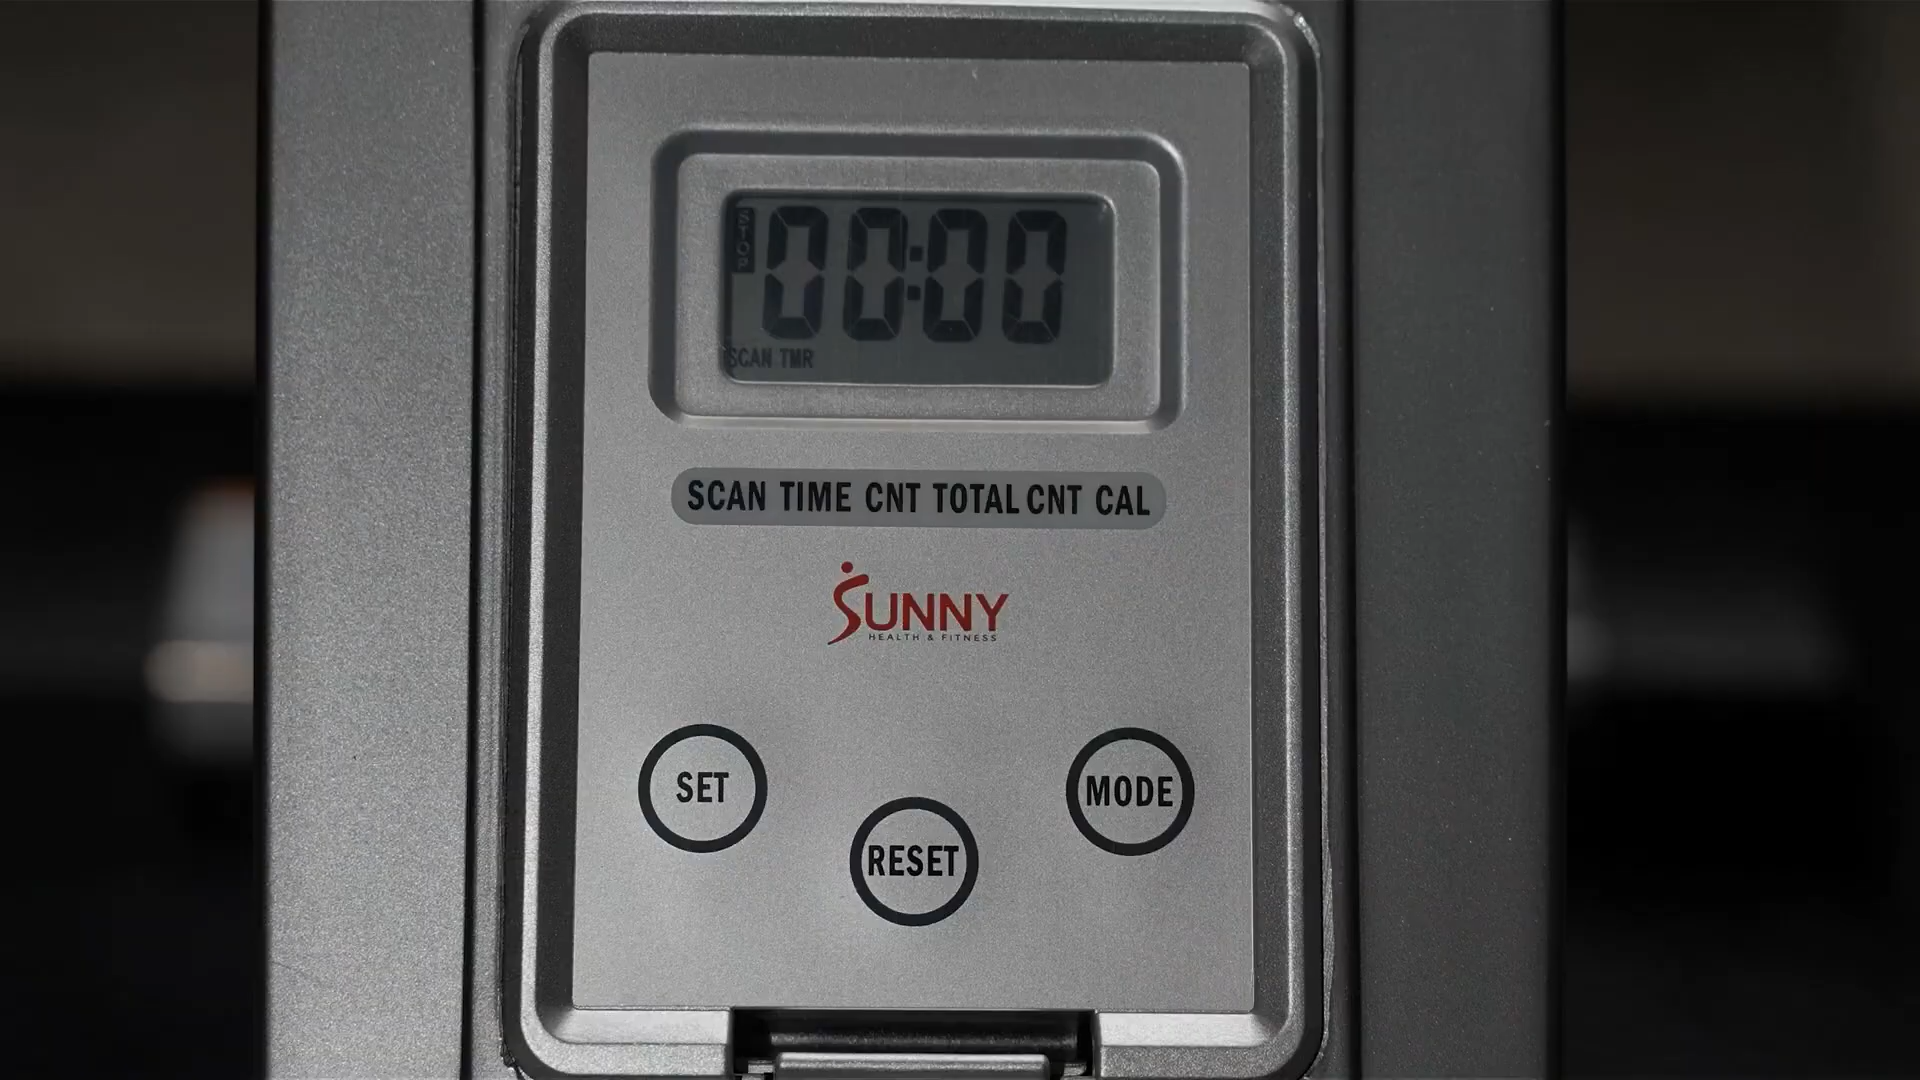 STOP
00:00
SCAN TMR
SCAN TIME CNT TOTAL CNT CAL
SUNNY
HEALTH & FITNESS
SET
MODE
RESET